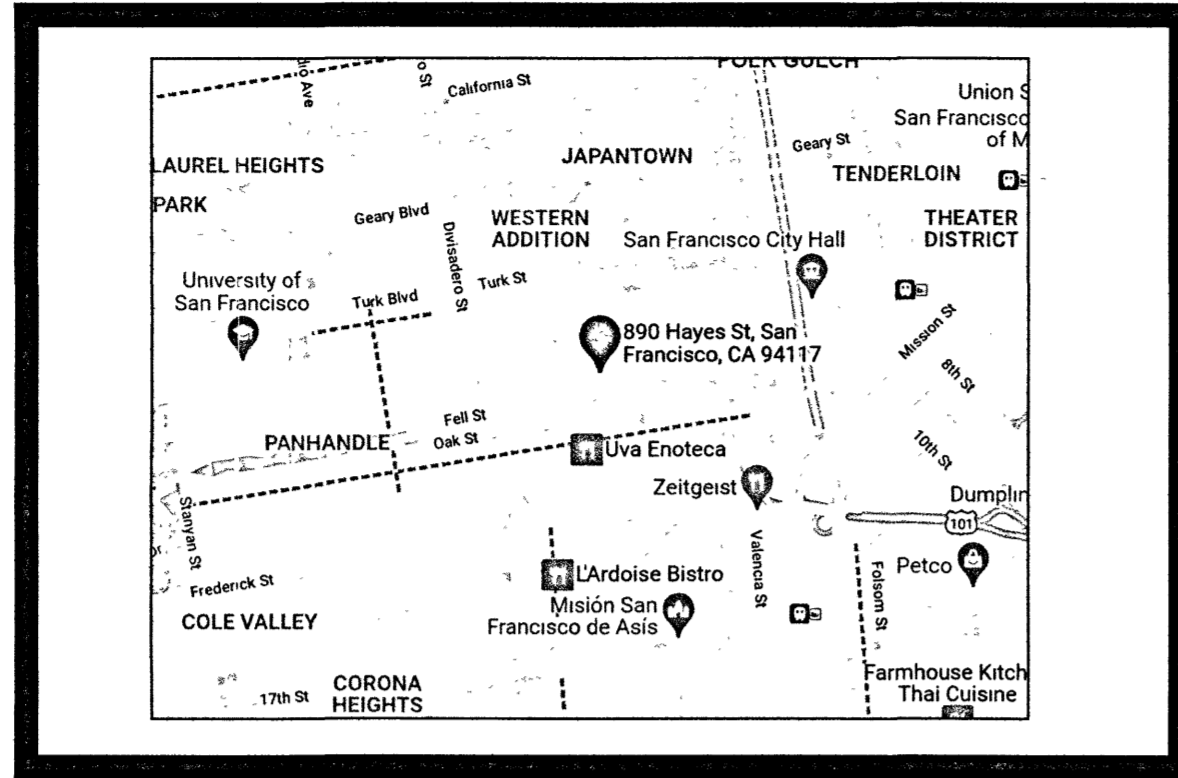 POLK GULCH
California St
Union S
San Francisco
of M
Geary St
JAPANTOWN
LAUREL HEIGHTS
TENDERLOIN
PARK
Geary Blvd
WESTERN
ADDITION
Divisadero St
THEATER
DISTRICT
San Francisco City Hall
University of
San Francisco
Turk St
Turk Blvd
890 Hayes St, San
Francisco, CA 94117
Mission St
8th St
Fell St
Oak St
PANHANDLE
Uva Enoteca
10th St
Zeitgeist
Dumplin
101
Stanyan St
Valencia St
Folsom St
Petco
L'Ardoise Bistro
Frederick St
Misión San
Francisco de Asís
COLE VALLEY
Farmhouse Kitch
Thai Cuisine
CORONA
HEIGHTS
17th St